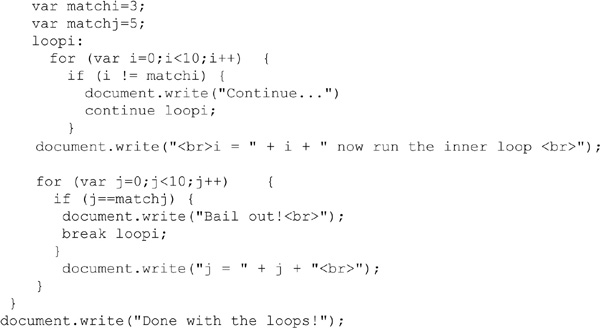 var matchi=3;
var matchj=5;
loopi:
for (var i=0;i<10;i++) {
if (i != matchi) {
document.write("Continue...")
continue loopi;
}
document.write("<br>i = " + i + " now run the inner loop <br>");
for (var j=0;j<10;j++) {
if (j==matchj) {
document.write("Bail out!<br>");
break loopi;
}
document.write("j = " + j + "<br>");
}
}
document.write("Done with the loops!");